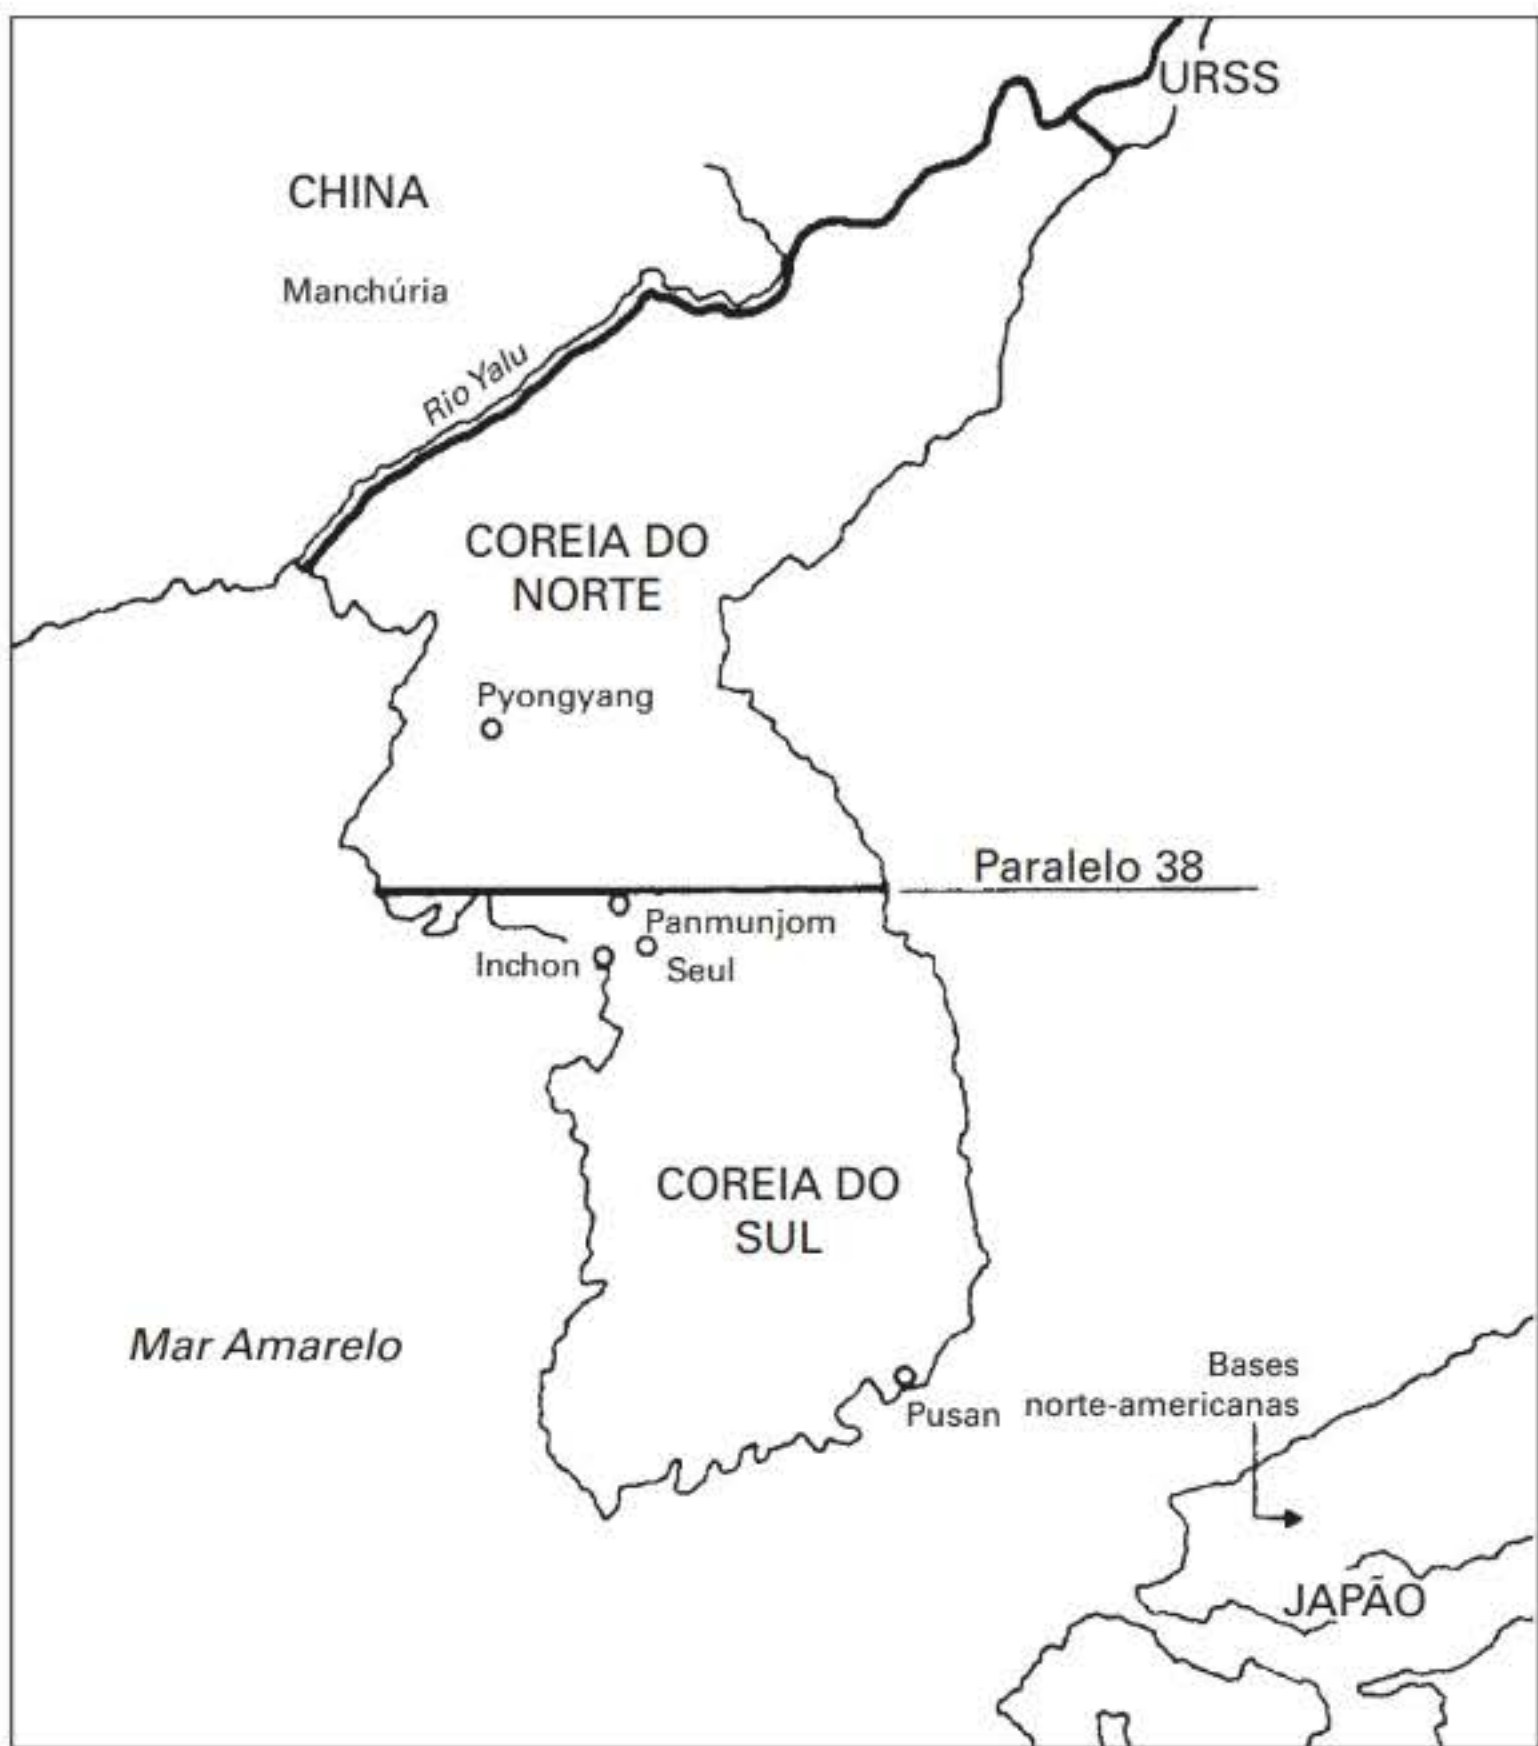 URSS
CHINA
Manchúria
Rio Yalu
COREIA DO
NORTE
Pyongyang
Paralelo 38
Panmunjom
Inchon
Seul
COREIA DO
SUL
Mar Amarelo
Bases
norte-americanas
Pusan
JAPÃO